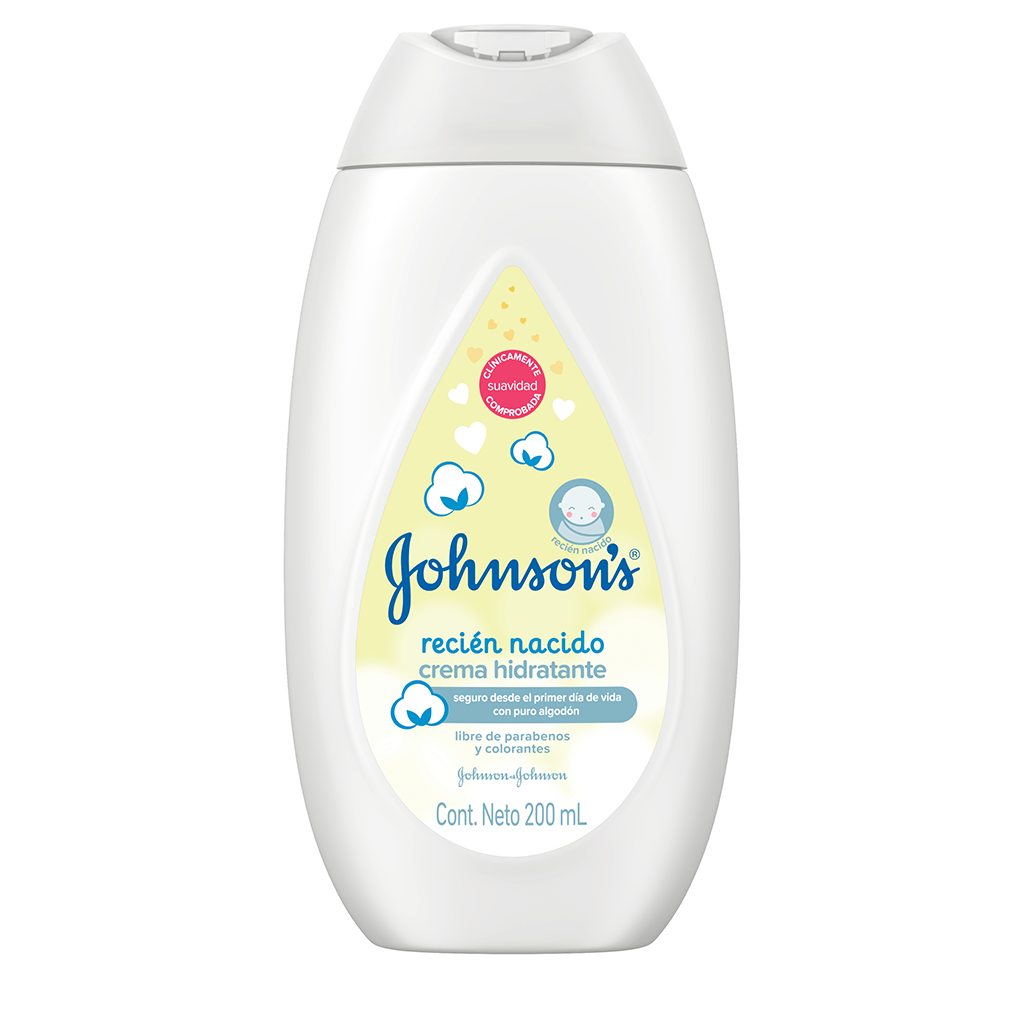 CLÍNICAMENTE
suavidad
COMPROBADA
recién nacido
Johnson's®
recién nacido
crema hidratante
seguro desde el primer día de vida
con puro algodón
libre de parabenos
y colorantes
Johnson+Johnson
Cont. Neto 200 mL